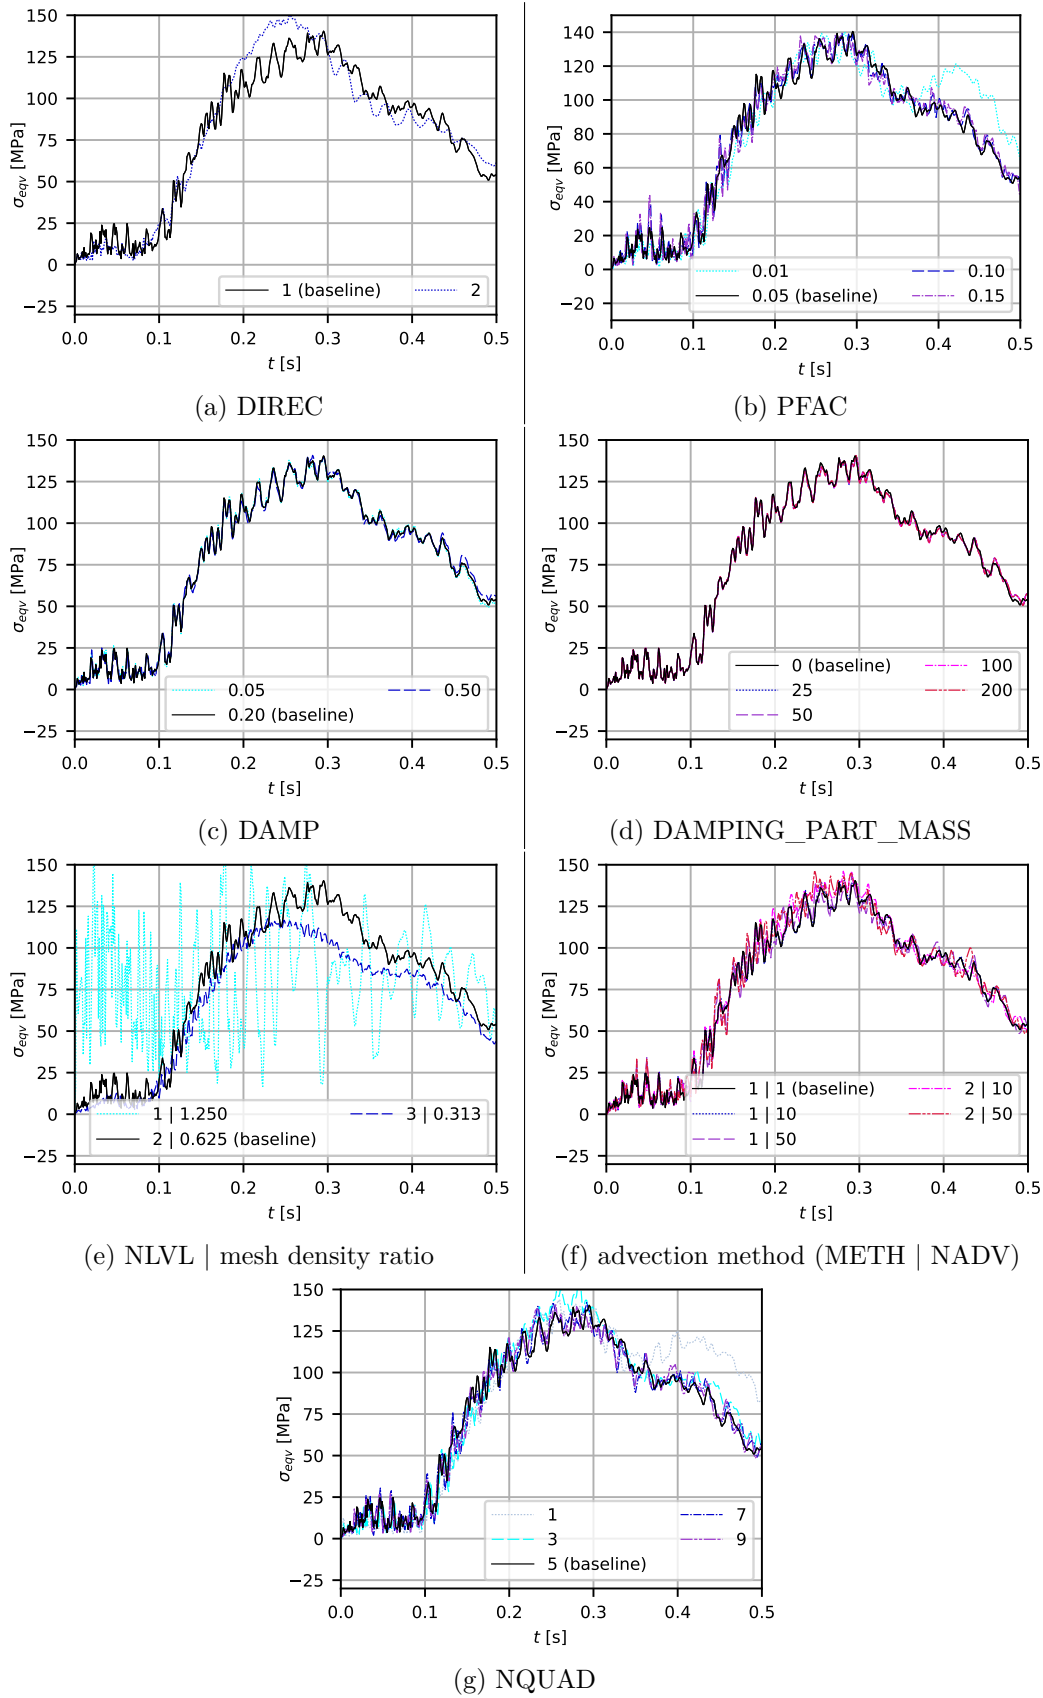 150
125
100
75
50
25
0
−25
σeqv [MPa]
1 (baseline)
2
0.0 0.1 0.2 0.3 0.4 0.5
t [s]
(a) DIREC
140
120
100
80
60
40
20
0
−20
σeqv [MPa]
0.01
0.05 (baseline)
0.10
0.15
0.0 0.1 0.2 0.3 0.4 0.5
t [s]
(b) PFAC
150
125
100
75
50
25
0
−25
σeqv [MPa]
0.05
0.20 (baseline)
0.50
0.0 0.1 0.2 0.3 0.4 0.5
t [s]
(c) DAMP
150
125
100
75
50
25
0
−25
σeqv [MPa]
0 (baseline)
25
50
100
200
0.0 0.1 0.2 0.3 0.4 0.5
t [s]
(d) DAMPING_PART_MASS
150
125
100
75
50
25
0
−25
σeqv [MPa]
1 | 1.250
2 | 0.625 (baseline)
3 | 0.313
0.0 0.1 0.2 0.3 0.4 0.5
t [s]
(e) NLVL | mesh density ratio
150
125
100
75
50
25
0
−25
σeqv [MPa]
1 | 1 (baseline)
1 | 10
1 | 50
2 | 10
2 | 50
0.0 0.1 0.2 0.3 0.4 0.5
t [s]
(f) advection method (METH | NADV)
150
125
100
75
50
25
0
−25
σeqv [MPa]
1
3
5 (baseline)
7
9
0.0 0.1 0.2 0.3 0.4 0.5
t [s]
(g) NQUAD